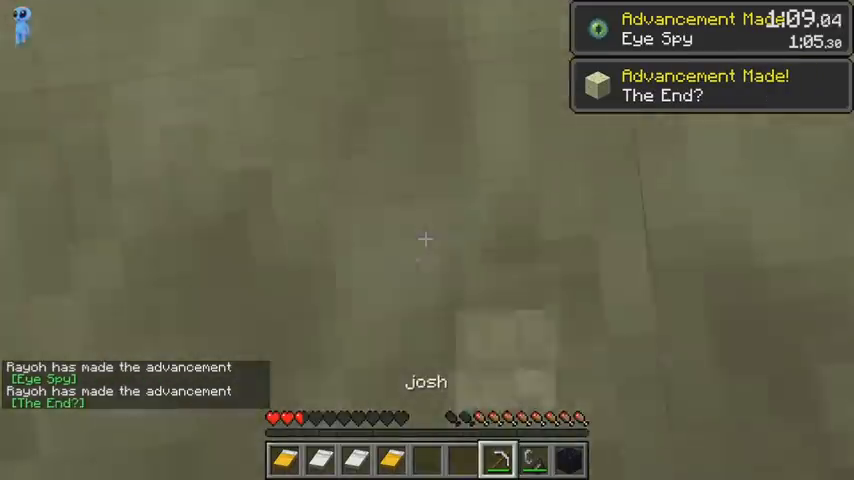 Advancement Made!
1:09.04
Eye Spy
1:05.30
Advancement Made!
The End?
Rayoh has made the advancement
[Eye Spy]
Rayoh has made the advancement
[The End?]
josh